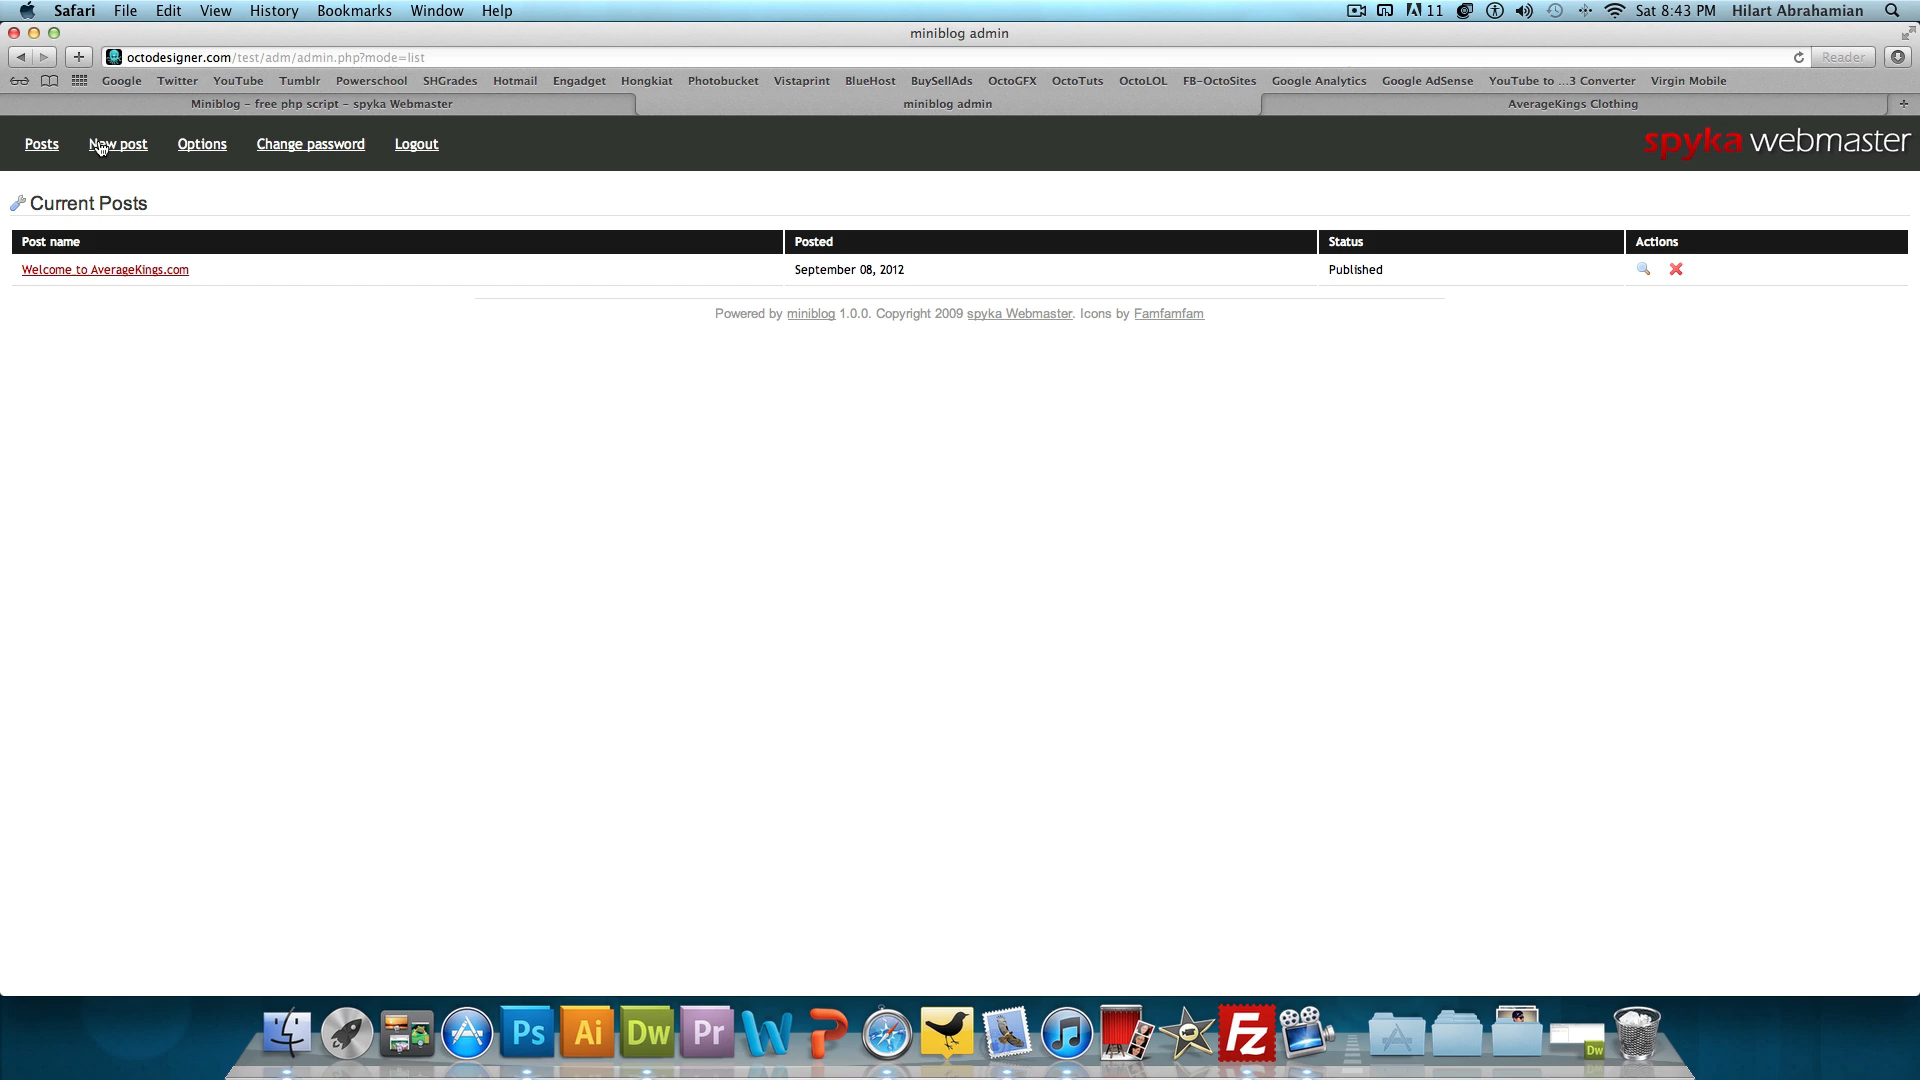 Safari File Edit View History Bookmarks Window Help 11 Sat 8:43 PM Hilart Abrahamian
miniblog admin
octodesigner.com/test/adm/admin.php?mode=list Reader
Google Twitter YouTube Tumblr Powerschool SHGrades Hotmail Engadget Hongkiat Photobucket Vistaprint BlueHost BuySellAds OctoGFX OctoTuts OctoLOL FB-OctoSites Google Analytics Google AdSense YouTube to ...3 Converter Virgin Mobile
Miniblog - free php script - spyka Webmaster miniblog admin AverageKings Clothing
Posts New post Options Change password Logout spyka webmaster
Current Posts
Post name Posted Status Actions
Welcome to AverageKings.com September 08, 2012 Published
Powered by miniblog 1.0.0. Copyright 2009 spyka Webmaster. Icons by Famfamfam
Ps Ai Dw Pr W P Fz Dw